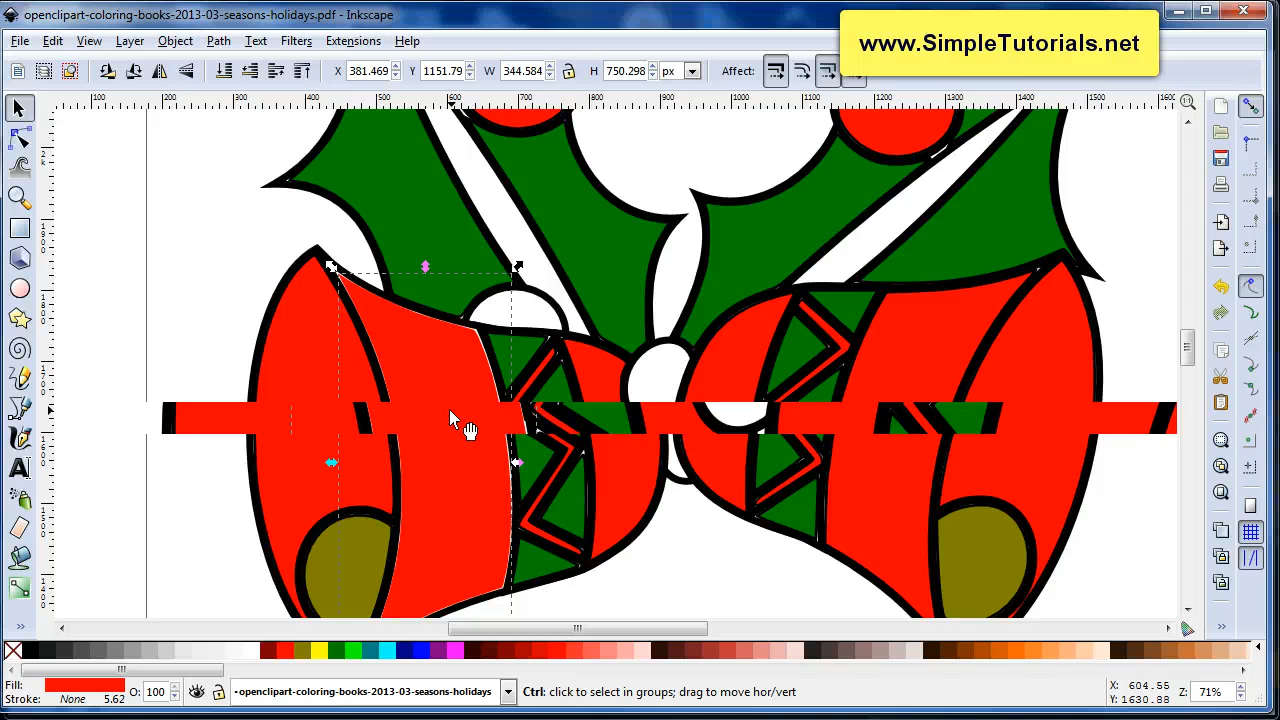 openclipart-coloring-books-2013-03-seasons-holidays.pdf - Inkscape
www.SimpleTutorials.net
File Edit View Layer Object Path Text Filters Extensions Help
X 381.469 Y 1151.79 W 344.584 H 750.298 px Affect:
100 200 300 400 500 600 700 800 900 1000 1100 1200 1300 1400 1500
Fill: O: 100 •openclipart-coloring-books-2013-03-seasons-holidays Ctrl: click to select in groups; drag to move hor/vert X: 604.55 Z: 71%
Stroke: None 5.62 Y: 1630.88